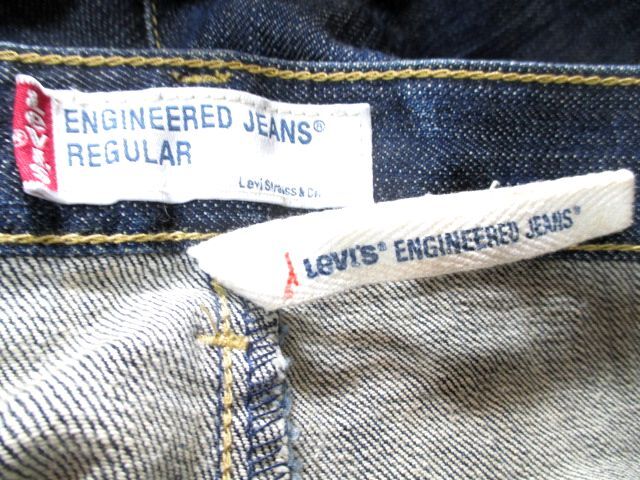 LEVI'S
®
ENGINEERED JEANS®
REGULAR
Levi Strauss & Co.
LEVI'S® ENGINEERED JEANS®